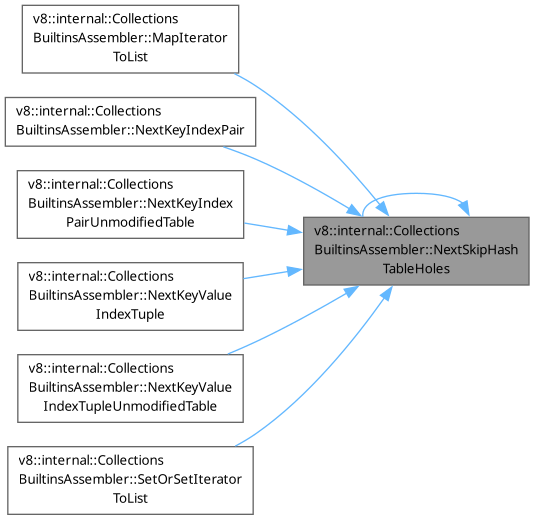 v8::internal::Collections
BuiltinsAssembler::MapIterator
ToList
v8::internal::Collections
BuiltinsAssembler::NextKeyIndexPair
v8::internal::Collections
BuiltinsAssembler::NextKeyIndex
PairUnmodifiedTable
v8::internal::Collections
BuiltinsAssembler::NextSkipHash
TableHoles
v8::internal::Collections
BuiltinsAssembler::NextKeyValue
IndexTuple
v8::internal::Collections
BuiltinsAssembler::NextKeyValue
IndexTupleUnmodifiedTable
v8::internal::Collections
BuiltinsAssembler::SetOrSetIterator
ToList